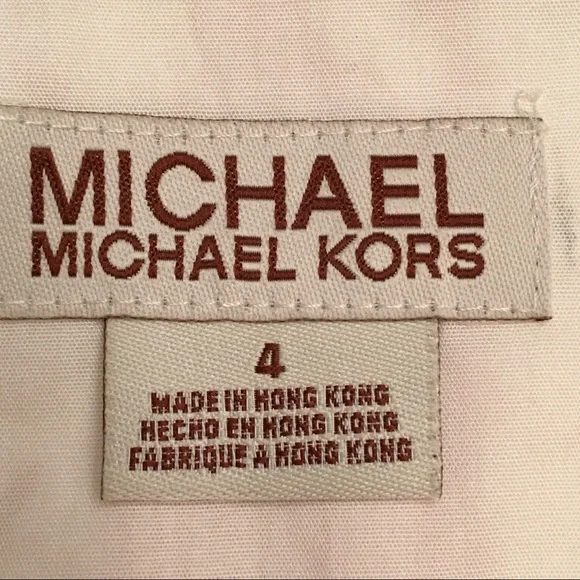 MICHAEL
MICHAEL KORS
4
MADE IN HONG KONG
HECHO EN HONG KONG
FABRIQUE A HONG KONG